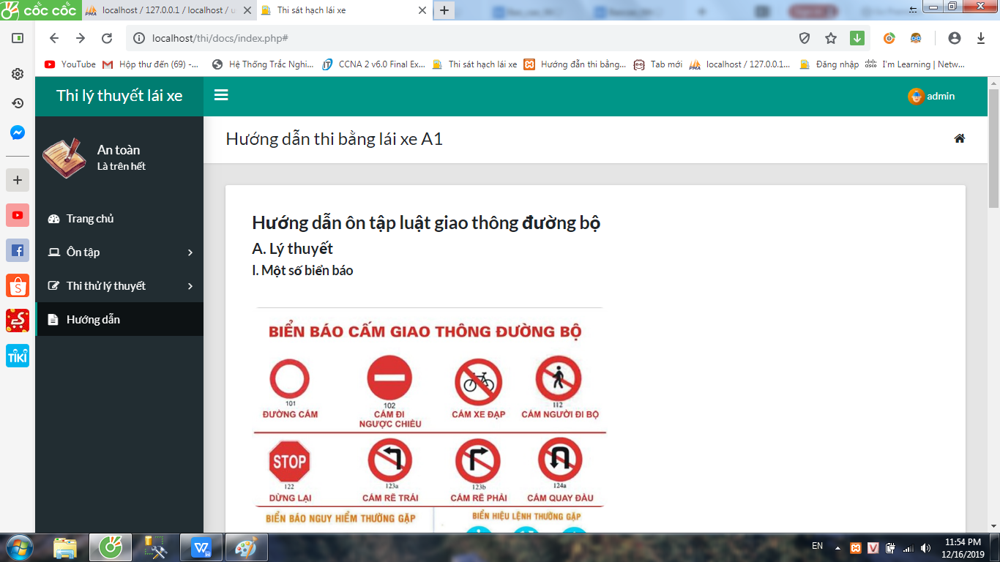 cốc cốc
localhost / 127.0.0.1 / localhost / u
Thi sát hạch lái xe
localhost/thi/docs/index.php#
YouTube
Hộp thư đến (69) -...
Hệ Thống Trắc Nghi...
CCNA 2 v6.0 Final Ex...
Thi sát hạch lái xe
Hướng đẫn thi bằng...
Tab mới
localhost / 127.0.0.1...
Đăng nhập
I'm Learning | Netw...
Thi lý thuyết lái xe
admin
An toàn
Là trên hết
Hướng dẫn thi bằng lái xe A1
Trang chủ
Ôn tập
Thi thử lý thuyết
Hướng dẫn
TIKI
Hướng dẫn ôn tập luật giao thông đường bộ
A. Lý thuyết
I. Một số biển báo
BIỂN BÁO CẤM GIAO THÔNG ĐƯỜNG BỘ
101
ĐƯỜNG CẤM
102
CẤM ĐI
NGƯỢC CHIỀU
CẤM XE ĐẠP
112
CẤM NGƯỜI ĐI BỘ
STOP
122
DỪNG LẠI
123a
CẤM RẼ TRÁI
123b
CẤM RẼ PHẢI
124a
CẤM QUAY ĐẦU
BIỂN BÁO NGUY HIỂM THƯỜNG GẶP
BIỂN HIỆU LỆNH THƯỜNG GẶP
EN
11:54 PM
12/16/2019